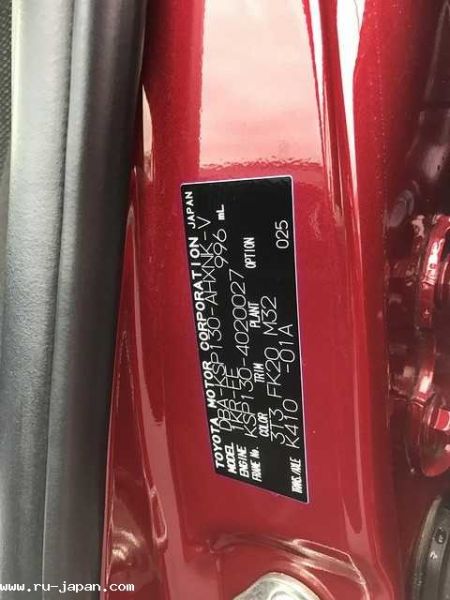 TOYOTA MOTOR CORPORATION JAPAN
MODEL DBA-KSP130-AHXNK-V
ENGINE 1KR-FE 996 mL
FRAME No. KSP130-4020027
COLOR TRIM PLANT OPTION
3T3 FK20 M32 025
TRANS./AXLE K410 -01A
www.ru-japan.com